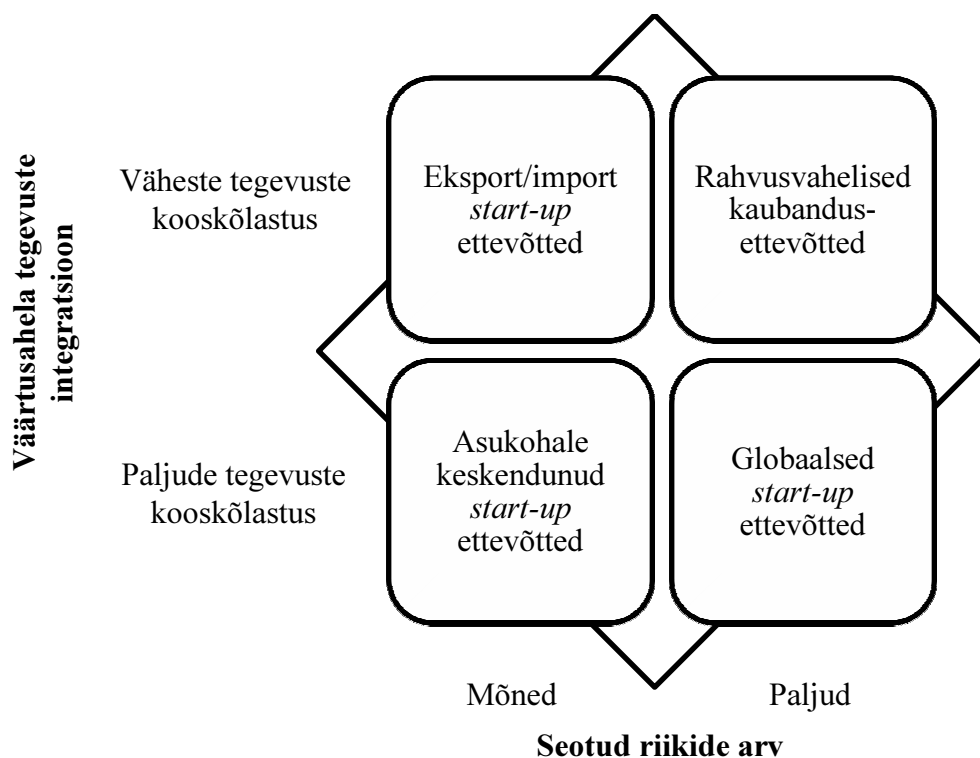 Väärtusahela tegevuste
integratsioon
Väheste tegevuste
kooskõlastus
Eksport/import
start-up
ettevõtted
Rahvusvahelised
kaubandus-
ettevõtted
Paljude tegevuste
kooskõlastus
Asukohale
keskendunud
start-up
ettevõtted
Globaalsed
start-up
ettevõtted
Mõned
Paljud
Seotud riikide arv